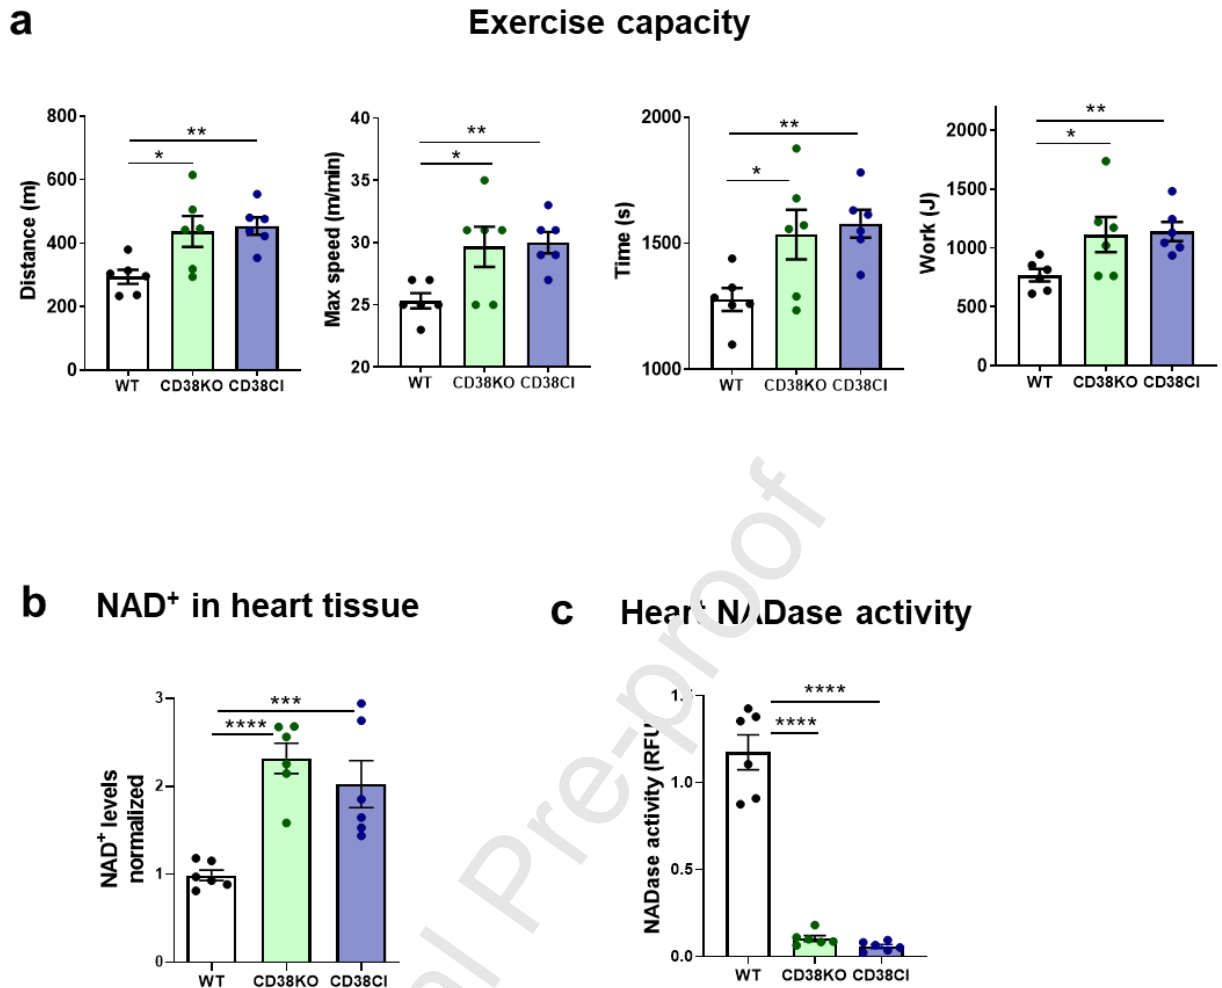 a
Exercise capacity
Distance (m)
800
600
400
200
0
* **
WT CD38KO CD38CI
Max speed (m/min)
40
35
30
25
20
* **
WT CD38KO CD38CI
Time (s)
2000
1500
1000
* **
WT CD38KO CD38CI
Work (J)
2000
1500
1000
500
0
* **
WT CD38KO CD38CI
b
NAD+ in heart tissue
NAD+ levels
normalized
3
2
1
0
***
****
WT CD38KO CD38CI
c
Heart NADase activity
NADase activity (RFU
1.0
0.5
0.0
****
****
WT CD38KO CD38CI
al Pre-proof